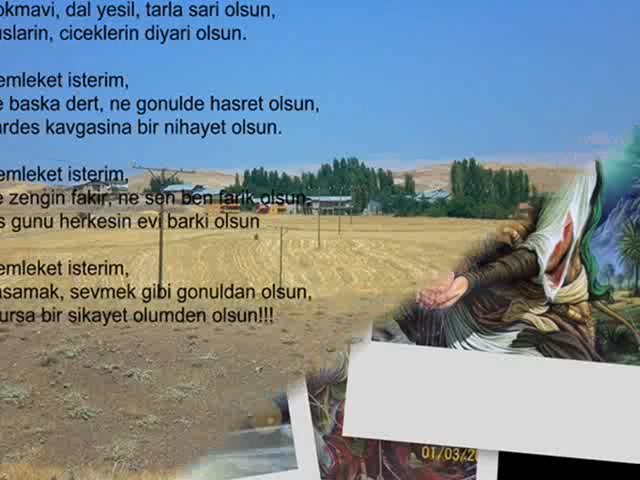 okmavi, dal yesil, tarla sari olsun,
uslarin, ciceklerin diyari olsun.
emleket isterim,
e baska dert, ne gonulde hasret olsun,
ardes kavgasina bir nihayet olsun.
emleket isterim,
e zengin fakir, ne sen ben farik olsun.
s gunu herkesin evi barki olsun
emleket isterim,
asamak, sevmek gibi gonuldan olsun,
ursa bir sikayet olumden olsun!!!
01/03/20